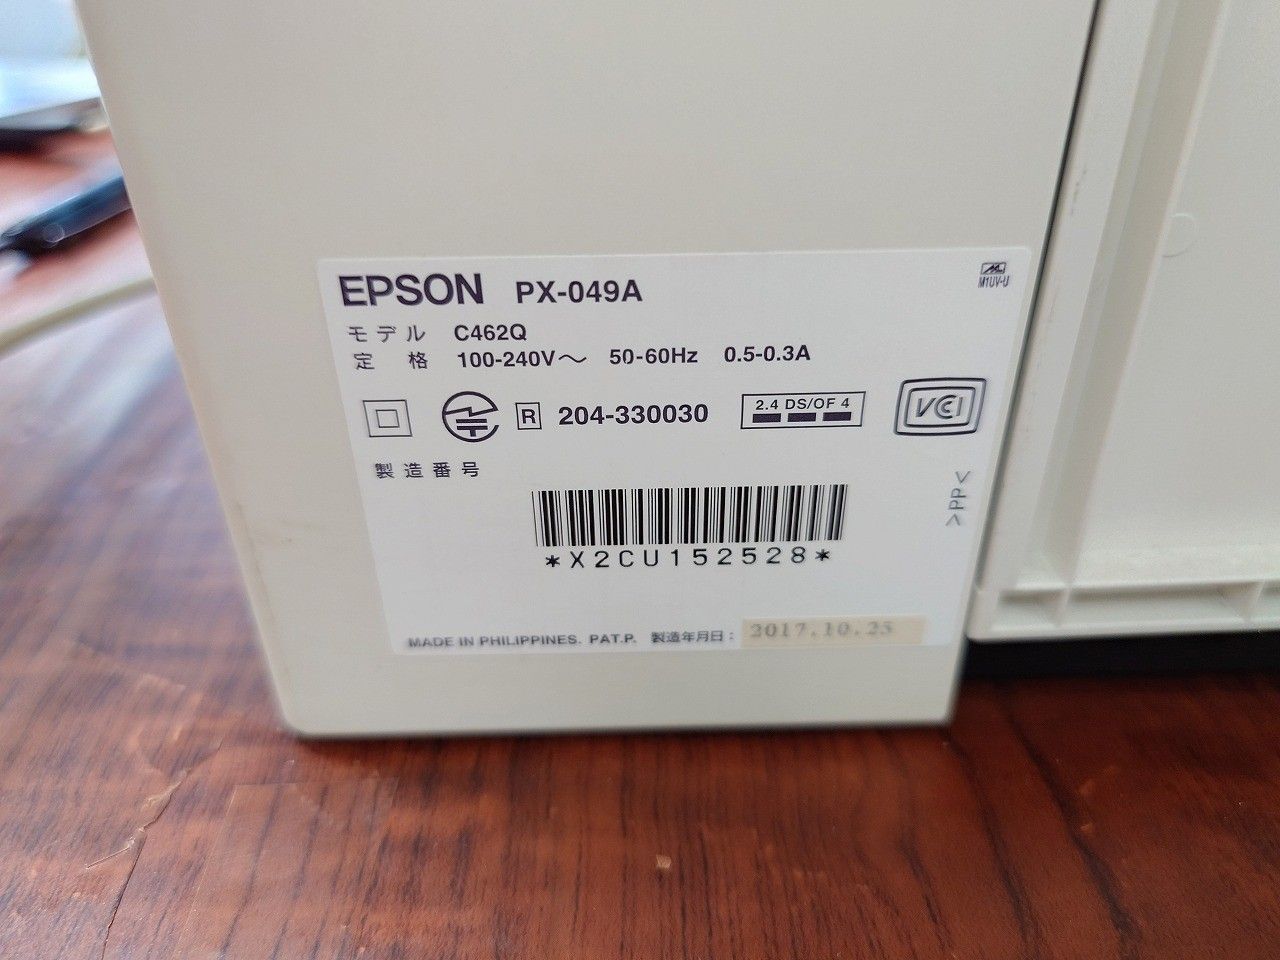 EPSON PX-049A
M1UV-U
モデル C462Q
定 格 100-240V～ 50-60Hz 0.5-0.3A
R 204-330030
2.4 DS/OF 4
VCI
製造番号
>PP<
*X2CU152528*
MADE IN PHILIPPINES. PAT.P. 製造年月日： 2017.10.25